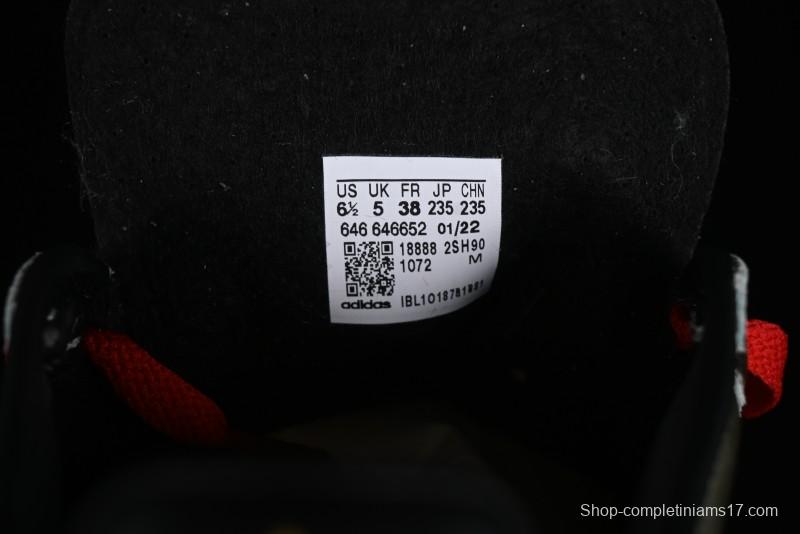 US UK FR JP CHN
6½ 5 38 235 235
646 646652 01/22
18888 2SH90
1072 M
adidas
Shop-completiniams17.com